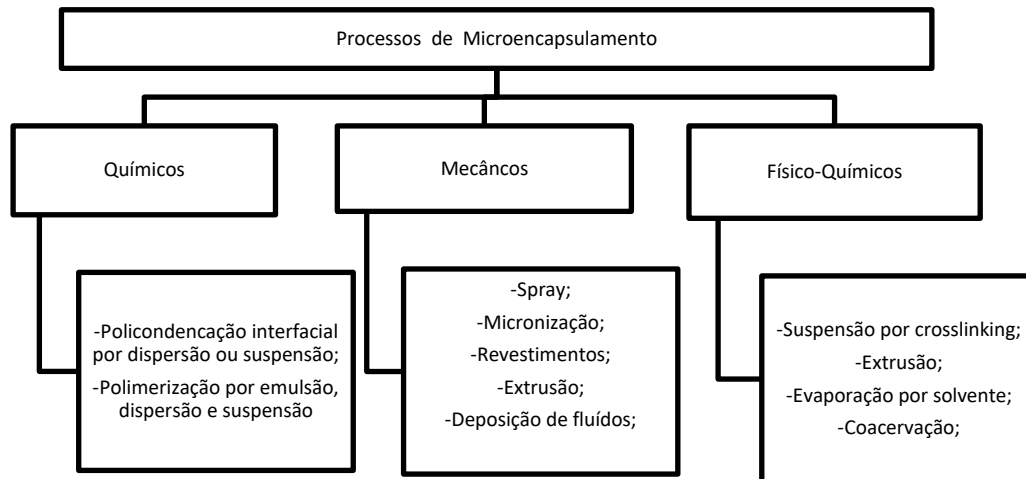 Processos de Microencapsulamento
Químicos
Mecâncos
Físico-Químicos
-Policondencação interfacial
por dispersão ou suspensão;
-Polimerização por emulsão,
dispersão e suspensão
-Spray;
-Micronização;
-Revestimentos;
-Extrusão;
-Deposição de fluídos;
-Suspensão por crosslinking;
-Extrusão;
-Evaporação por solvente;
-Coacervação;